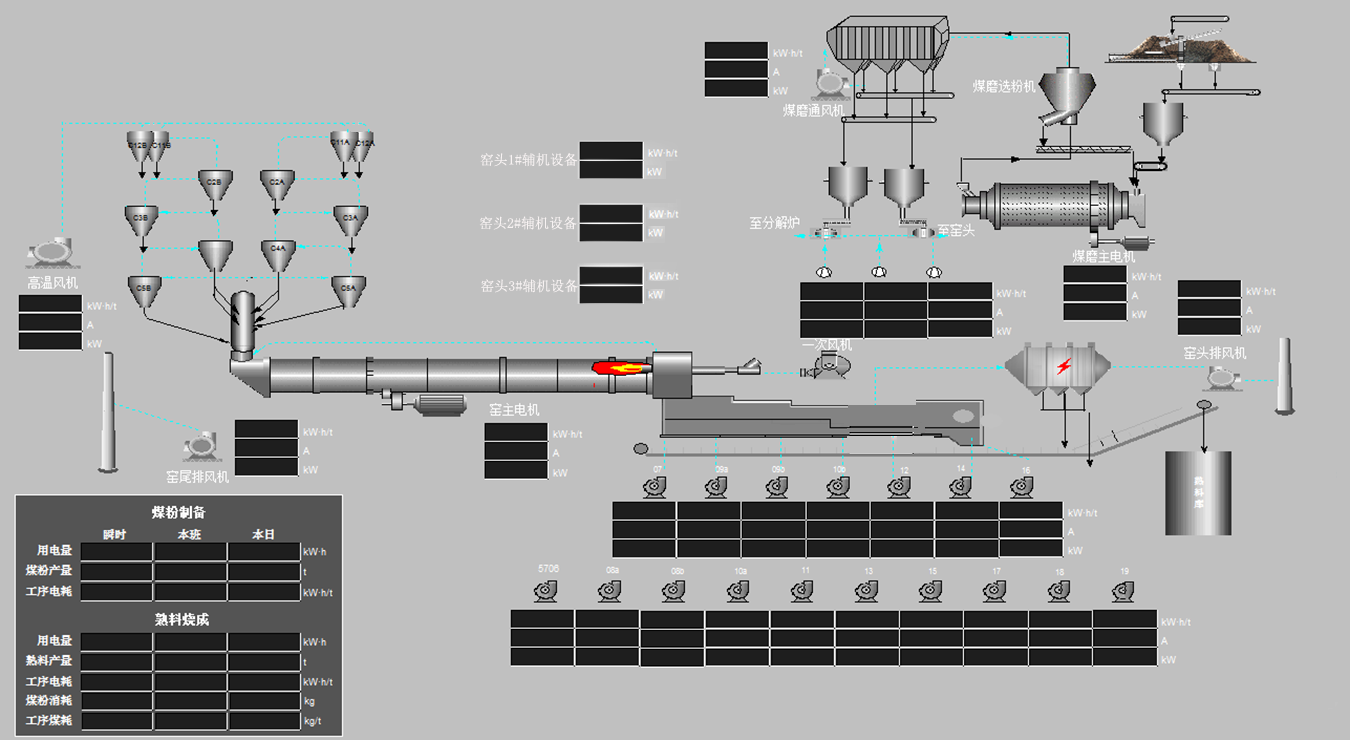 kW·h/t
A
kW
煤磨通风机
煤磨选粉机
C12B
C11B
C11A
C12A
C2B
C2A
C3B
C3A
C4A
C5B
C5A
高温风机
kW·h/t
A
kW
窑头1#辅机设备
kW·h/t
kW
窑头2#辅机设备
kW·h/t
kW
窑头3#辅机设备
kW·h/t
kW
至分解炉
至窑头
kW·h/t
A
kW
煤磨主电机
kW·h/t
A
kW
kW·h/t
A
kW
窑头排风机
一次风机
窑主电机
kW·h/t
A
kW
窑尾排风机
kW·h/t
A
kW
07 09a 09b 10b 12 14 16
kW·h/t
A
kW
熟料库
5706 08a 08b 10a 11 13 15 17 18 19
kW·h/t
A
kW
煤粉制备
瞬时 本班 本日
用电量 kW·h
煤粉产量 t
工序电耗 kW·h/t
熟料烧成
用电量 kW·h
熟料产量 t
工序电耗 kW·h/t
煤粉消耗 kg
工序煤耗 kg/t